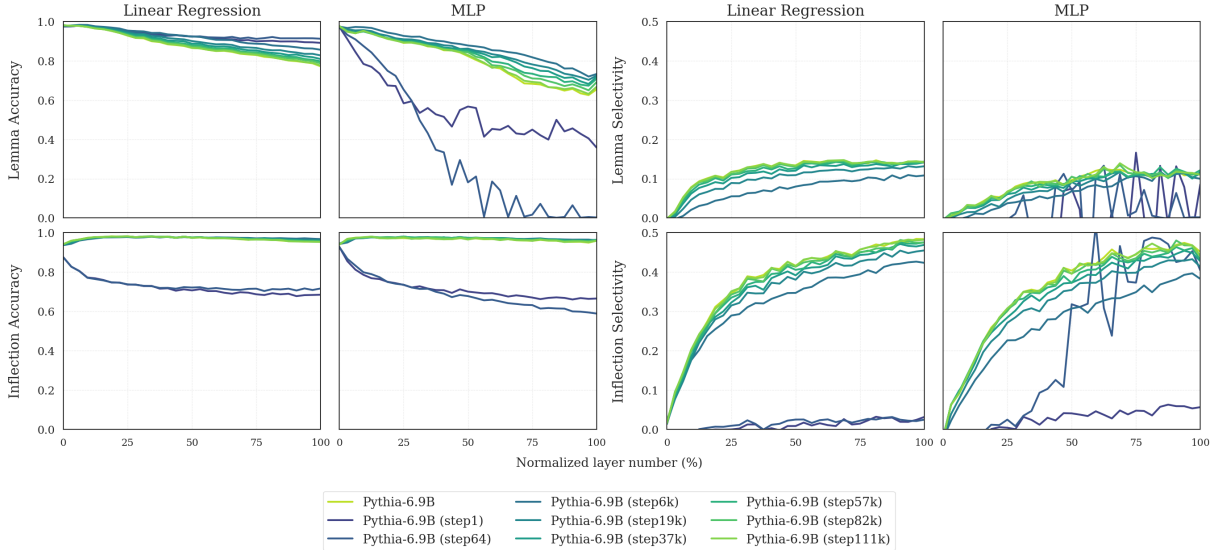 Linear Regression MLP Linear Regression MLP
Lemma Accuracy
1.0
0.8
0.6
0.4
0.2
0.0
Lemma Selectivity
0.5
0.4
0.3
0.2
0.1
0.0
Inflection Accuracy
1.0
0.8
0.6
0.4
0.2
0.0
Inflection Selectivity
0.5
0.4
0.3
0.2
0.1
0.0
0 25 50 75 100 0 25 50 75 100 0 25 50 75 100 0 25 50 75 100
Normalized layer number (%)
Pythia-6.9B Pythia-6.9B (step6k) Pythia-6.9B (step57k)
Pythia-6.9B (step1) Pythia-6.9B (step19k) Pythia-6.9B (step82k)
Pythia-6.9B (step64) Pythia-6.9B (step37k) Pythia-6.9B (step111k)